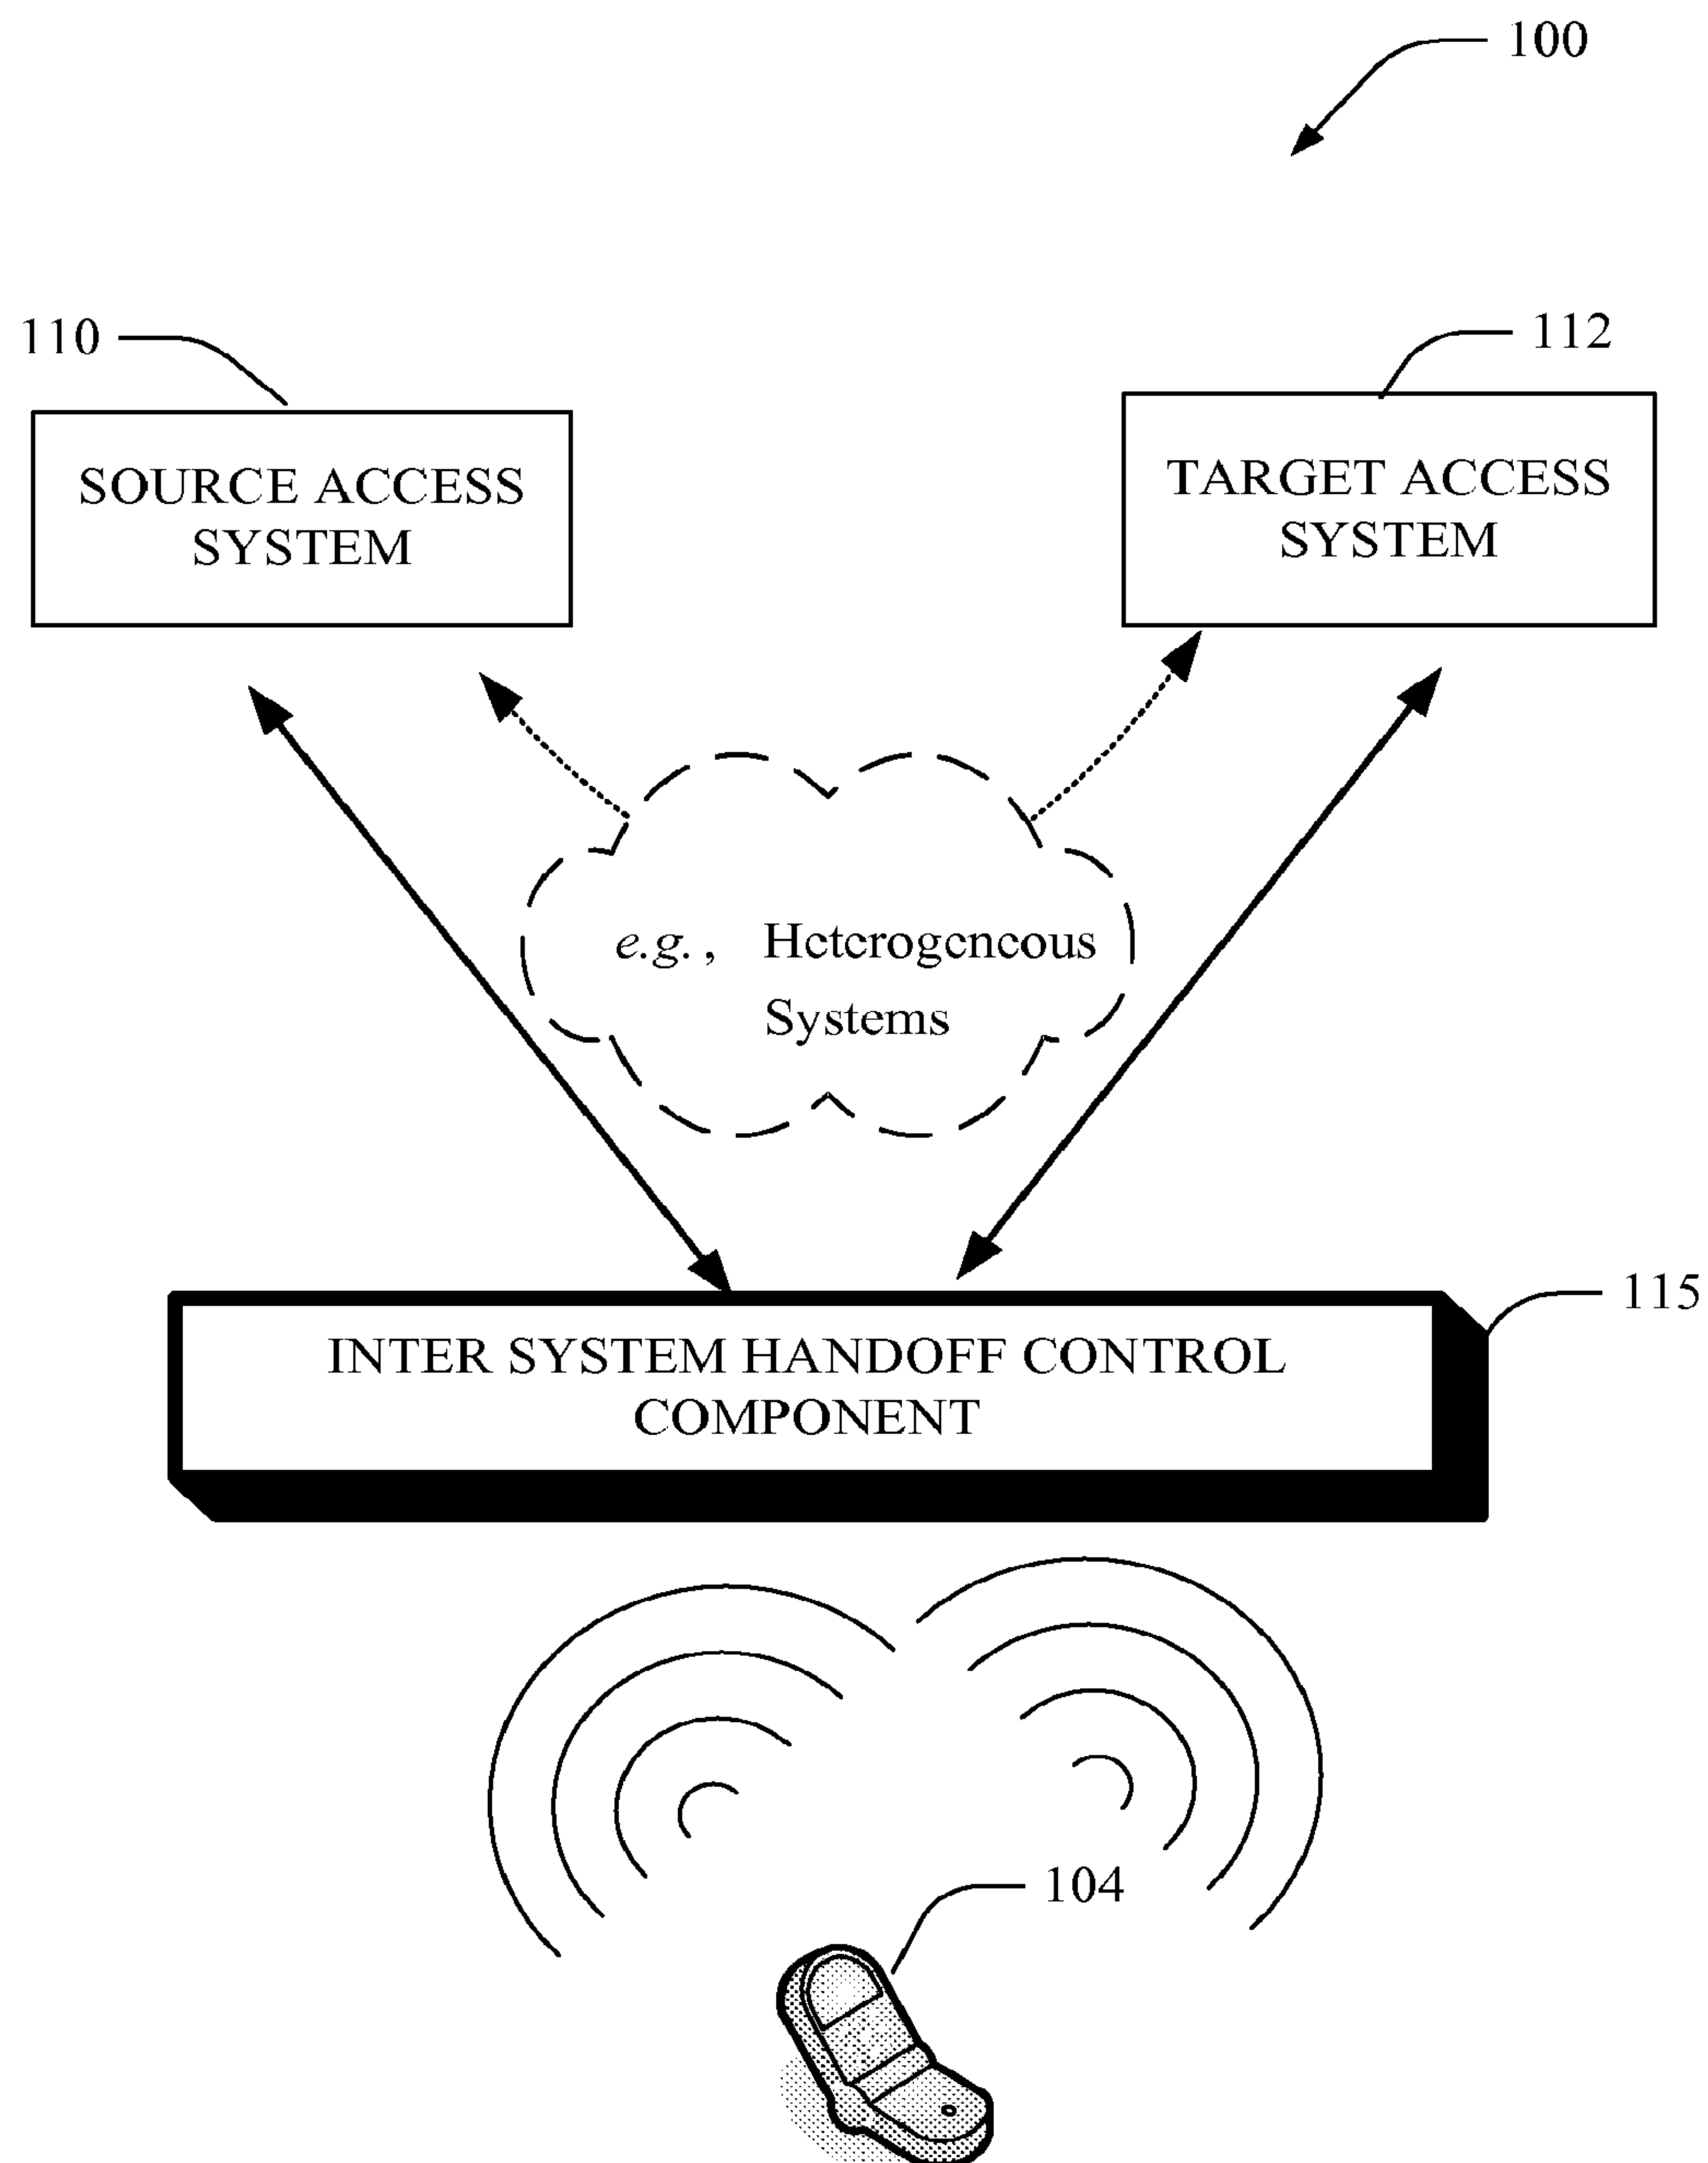 100
110
112
SOURCE ACCESS
SYSTEM
TARGET ACCESS
SYSTEM
e.g., Heterogeneous
Systems
115
INTER SYSTEM HANDOFF CONTROL
COMPONENT
104